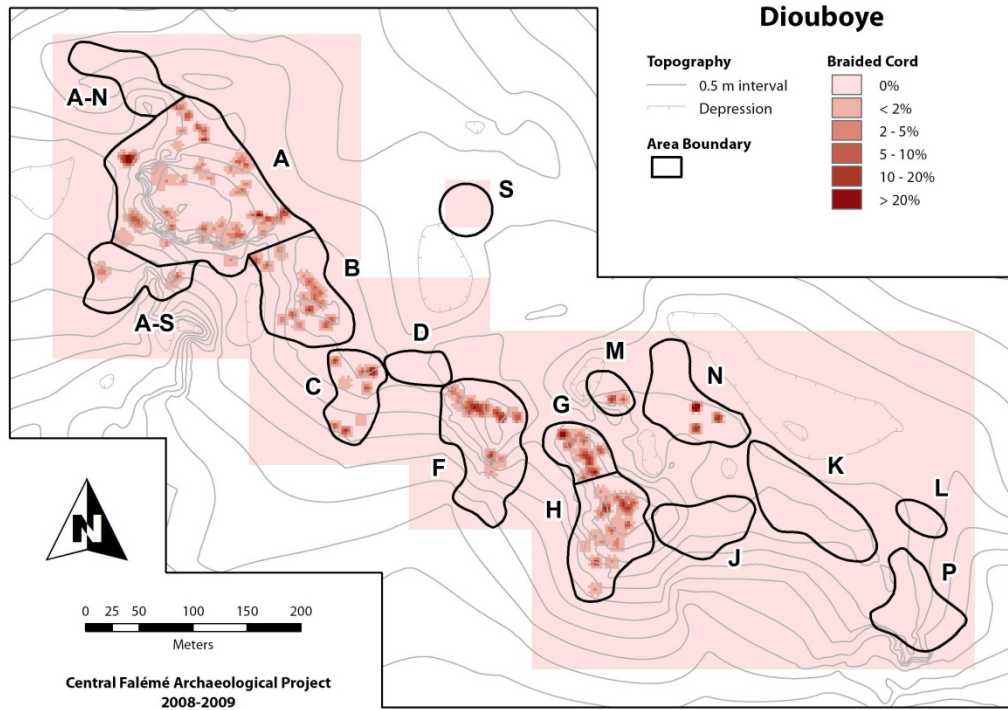 Diouboye
Topography
0.5 m interval
Depression
Area Boundary
Braided Cord
0%
< 2%
2 - 5%
5 - 10%
10 - 20%
> 20%
A-N
A
S
B
A-S
D
C
M
N
G
F
K
H
L
J
P
N
0 25 50 100 150 200
Meters
Central Falémé Archaeological Project
2008-2009